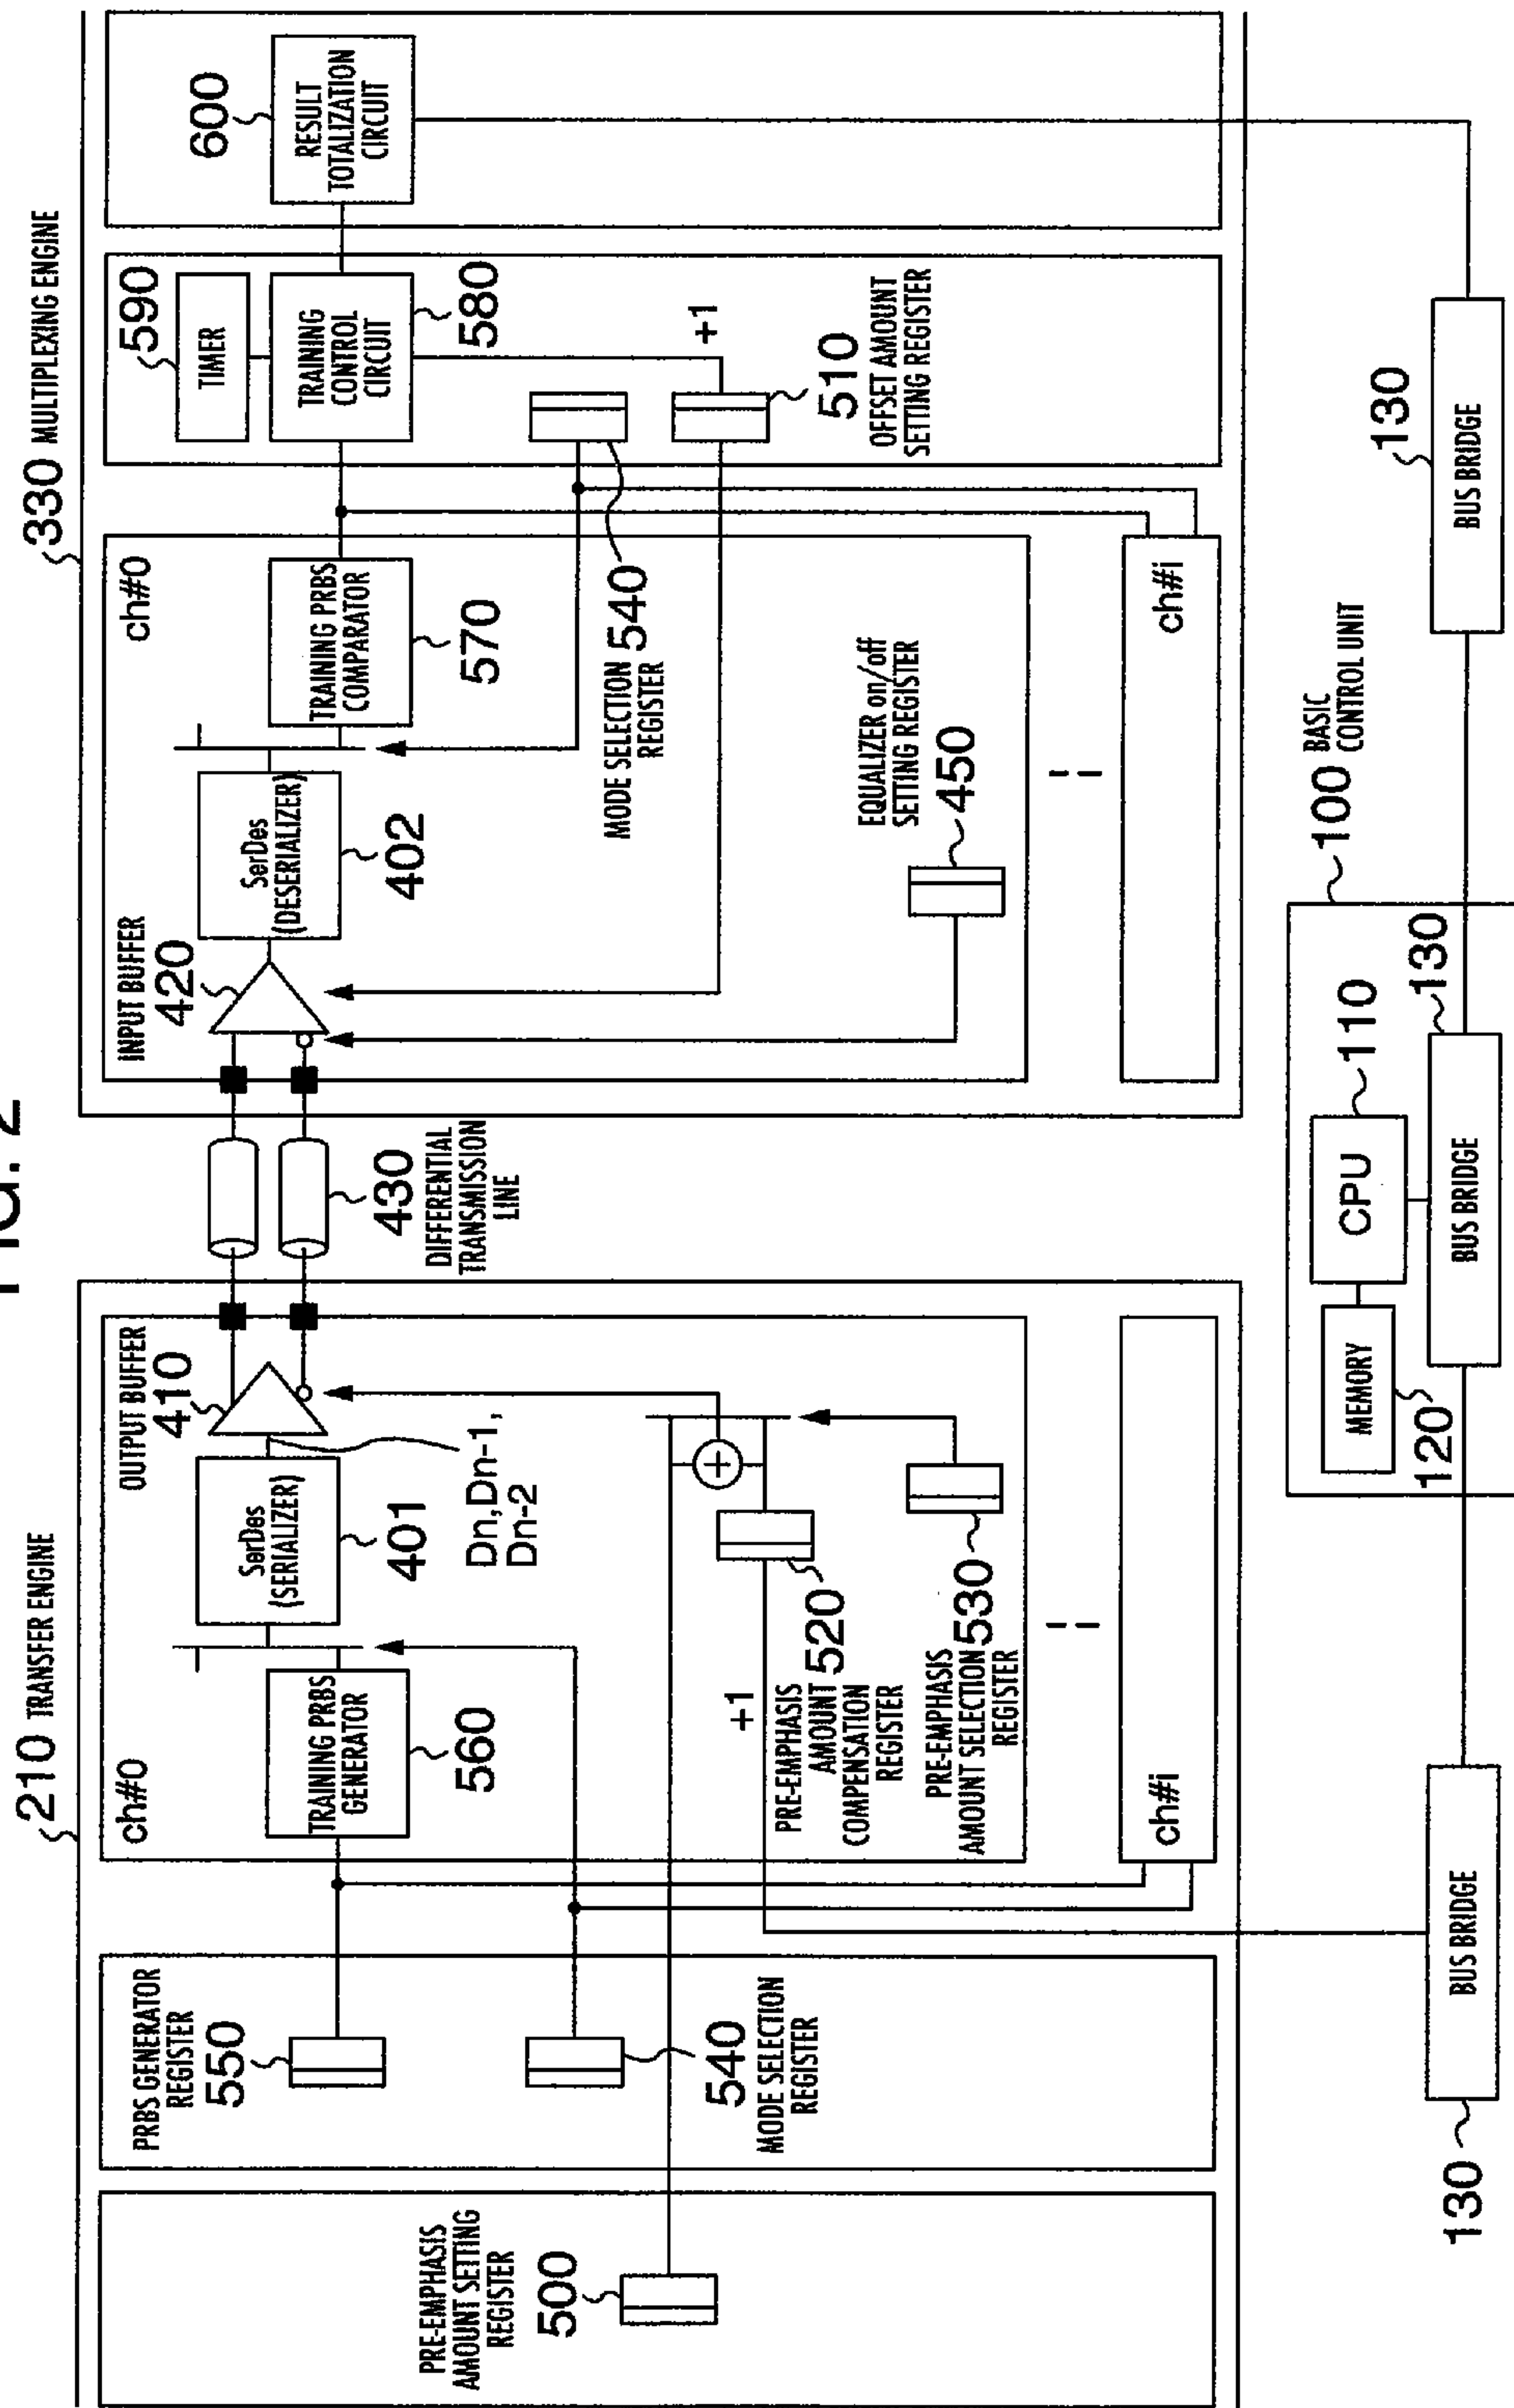 FIG. 2
210 TRANSFER ENGINE
330 MULTIPLEXING ENGINE
PRE-EMPHASIS
AMOUNT SETTING
REGISTER
500
PRBS GENERATOR
REGISTER
550
540
MODE SELECTION
REGISTER
ch#0
TRAINING PRBS
GENERATOR
560
SerDes
(SERIALIZER)
401
OUTPUT BUFFER
410
Dn,Dn-1,
Dn-2
+1
PRE-EMPHASIS
AMOUNT 520
COMPENSATION
REGISTER
PRE-EMPHASIS
AMOUNT SELECTION 530
REGISTER
ch#i
430
DIFFERENTIAL
TRANSMISSION
LINE
INPUT BUFFER
420
SerDes
(DESERIALIZER)
402
ch#0
TRAINING PRBS
COMPARATOR
570
MODE SELECTION 540
REGISTER
EQUALIZER on/off
SETTING REGISTER
450
ch#i
590
TIMER
TRAINING
CONTROL
CIRCUIT
580
+1
510
OFFSET AMOUNT
SETTING REGISTER
600
RESULT
TOTALIZATION
CIRCUIT
130
BUS BRIDGE
100 BASIC
CONTROL UNIT
MEMORY
120
CPU
110
BUS BRIDGE
130
BUS BRIDGE
130